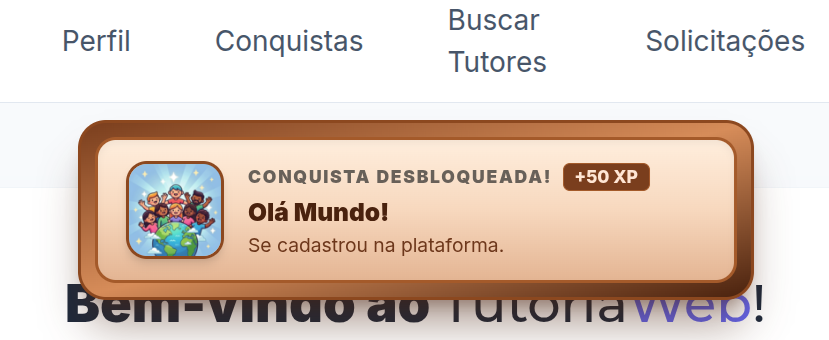 Perfil
Conquistas
Buscar
Tutores
Solicitações
CONQUISTA DESBLOQUEADA! +50 XP
Olá Mundo!
Se cadastrou na plataforma.
Bem-vindo ao TutoriaWeb!